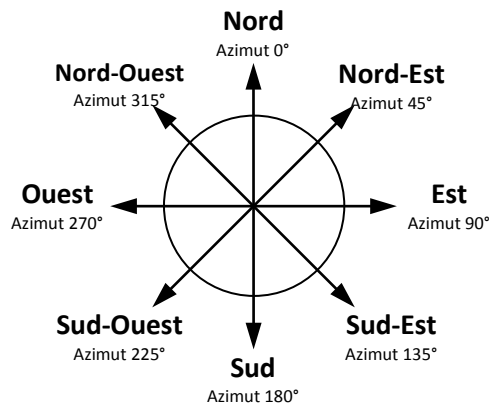 Nord
Azimut 0°
Nord-Ouest
Azimut 315°
Nord-Est
Azimut 45°
Ouest
Azimut 270°
Est
Azimut 90°
Sud-Ouest
Azimut 225°
Sud-Est
Azimut 135°
Sud
Azimut 180°